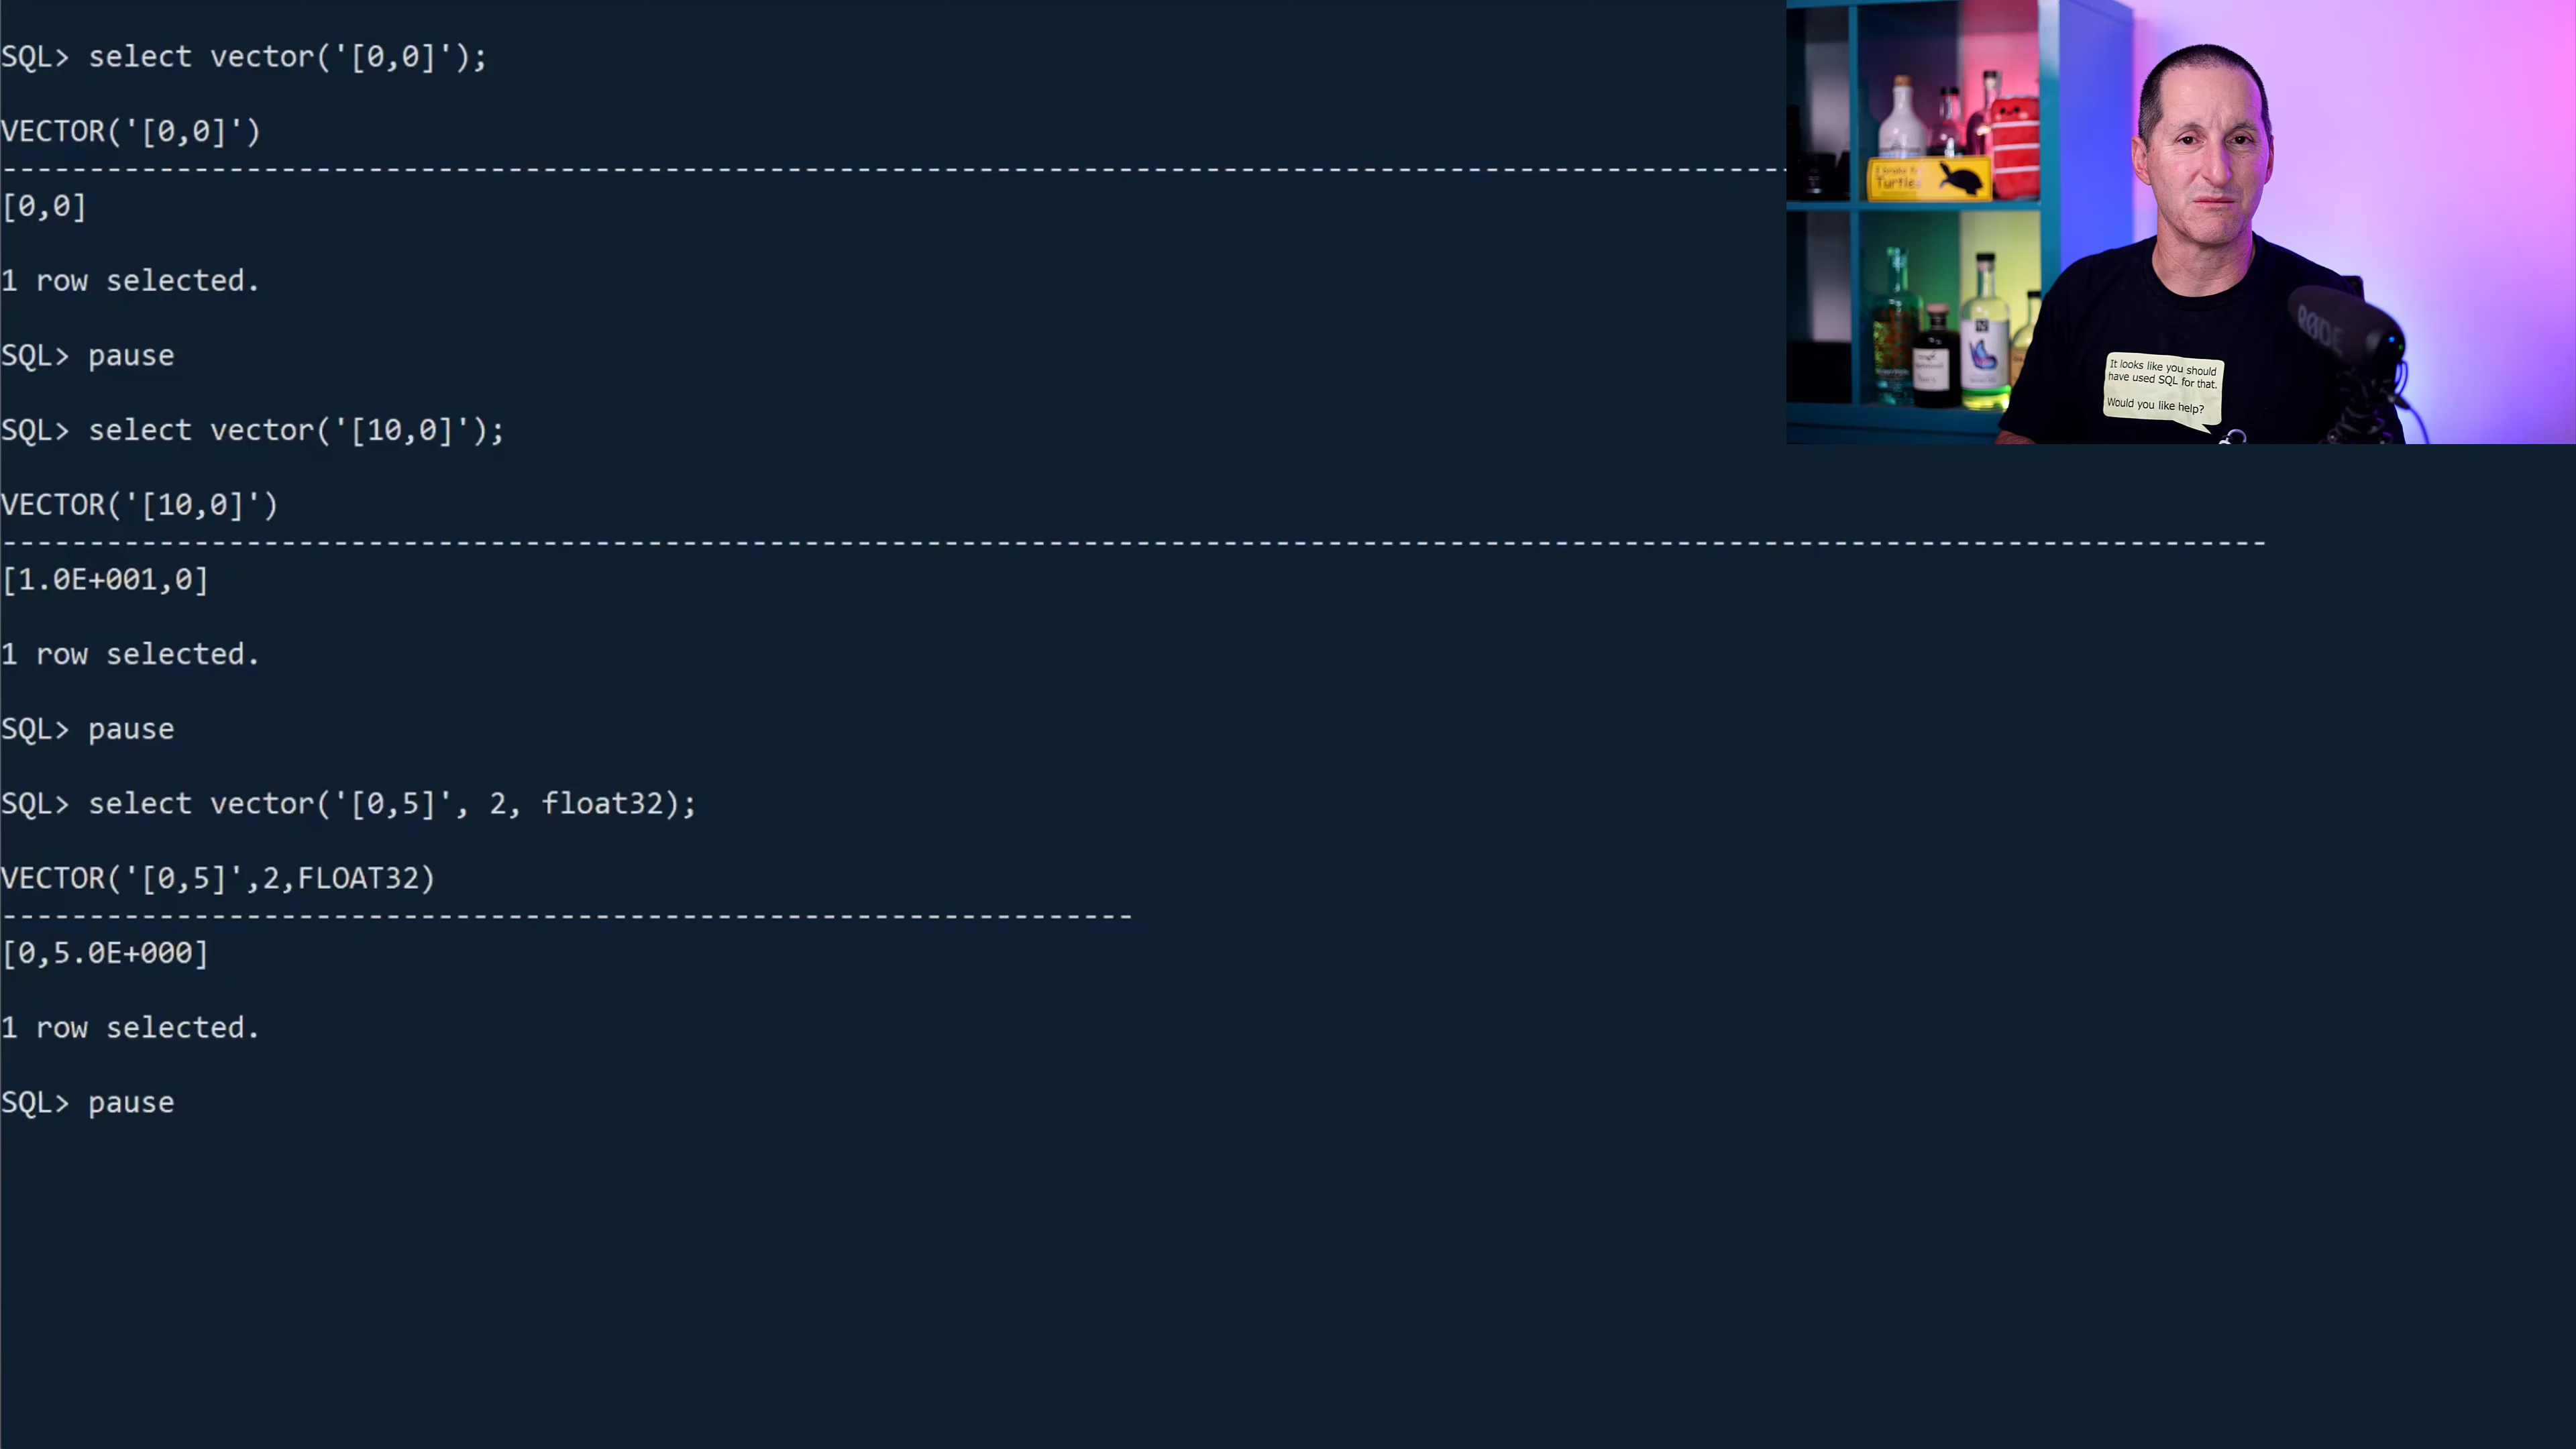 SQL> select vector('[0,0]');
VECTOR('[0,0]')
--------------------------------------------------------------------------------------------------------
[0,0]
1 row selected.
SQL> pause
SQL> select vector('[10,0]');
VECTOR('[10,0]')
----------------------------------------------------------------------------------------------------------------------------------
[1.0E+001,0]
1 row selected.
SQL> pause
SQL> select vector('[0,5]', 2, float32);
VECTOR('[0,5]',2,FLOAT32)
-----------------------------------------------------------------
[0,5.0E+000]
1 row selected.
SQL> pause
Turtles
RØDE
It looks like you should
have used SQL for that.
Would you like help?